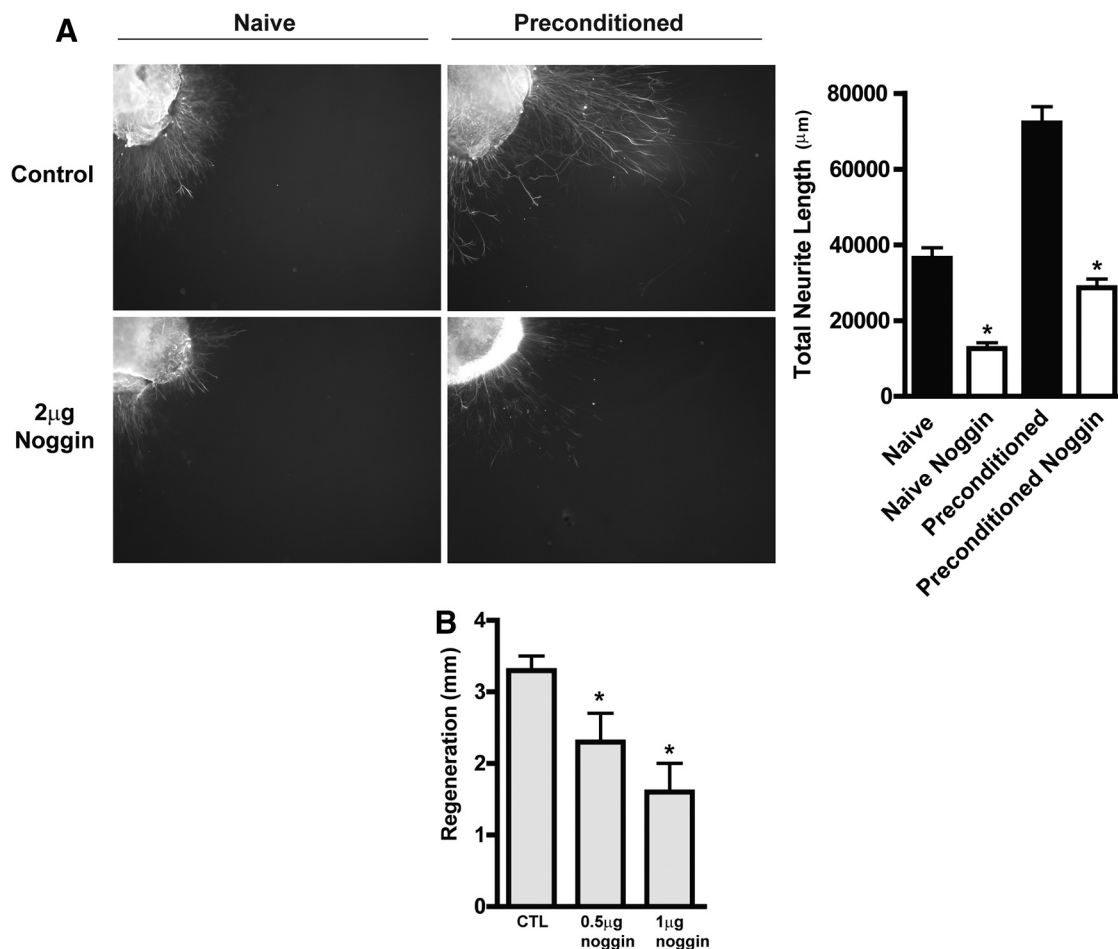 A
Naive
Preconditioned
Control
2μg
Noggin
Total Neurite Length (μm)
80000
60000
40000
20000
0
*
*
Naive
Naive Noggin
Preconditioned
Preconditioned Noggin
B
Regeneration (mm)
4
3
2
1
0
*
*
CTL
0.5μg
noggin
1μg
noggin